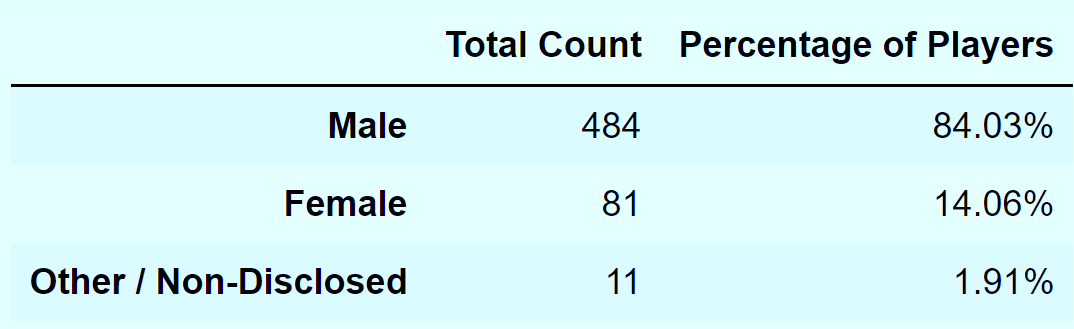 Total Count Percentage of Players
Male 484 84.03%
Female 81 14.06%
Other / Non-Disclosed 11 1.91%